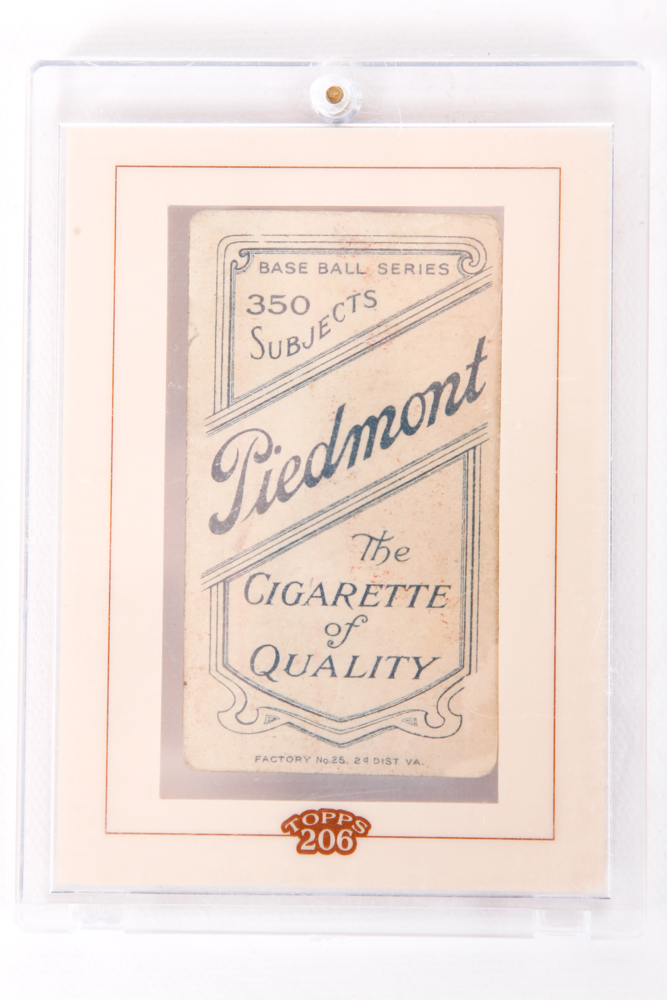 BASE BALL SERIES
350
SUBJECTS
Piedmont
The
CIGARETTE
of
QUALITY
FACTORY No. 25, 2d DIST VA.
TOPPS
206